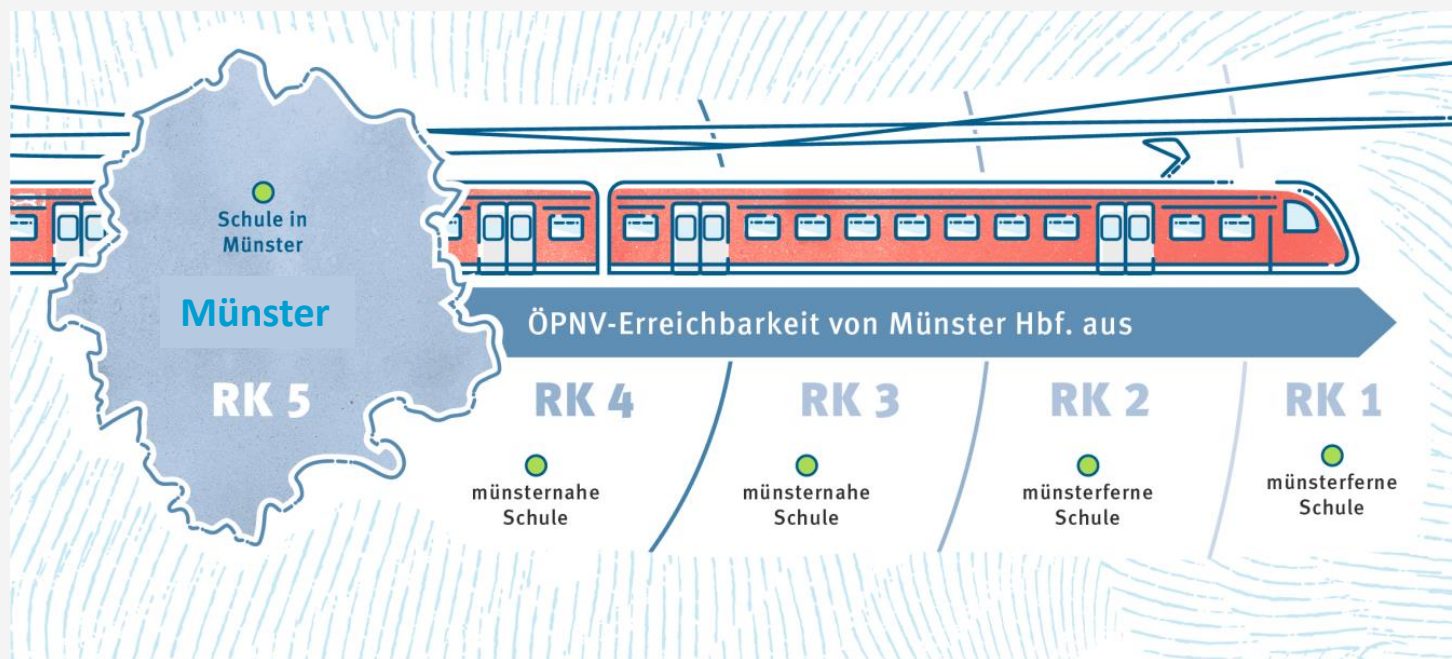 Schule in
Münster
Münster
RK 5
ÖPNV-Erreichbarkeit von Münster Hbf. aus
RK 4
RK 3
RK 2
RK 1
münsternahe
Schule
münsternahe
Schule
münsterferne
Schule
münsterferne
Schule